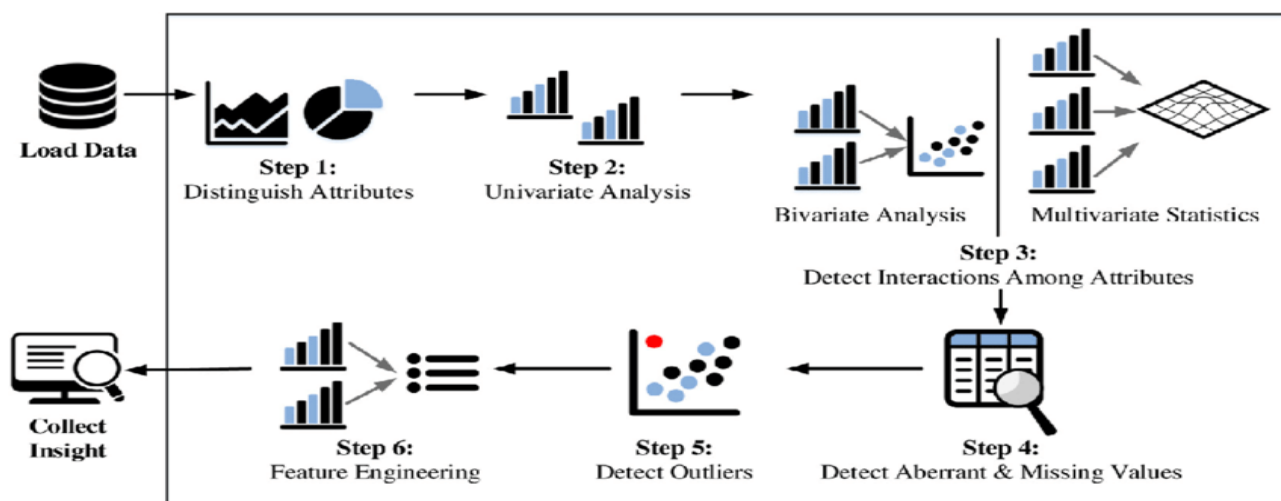 Load Data
Step 1:
Distinguish Attributes
Step 2:
Univariate Analysis
Bivariate Analysis
Multivariate Statistics
Step 3:
Detect Interactions Among Attributes
Step 4:
Detect Aberrant & Missing Values
Step 5:
Detect Outliers
Step 6:
Feature Engineering
Collect
Insight